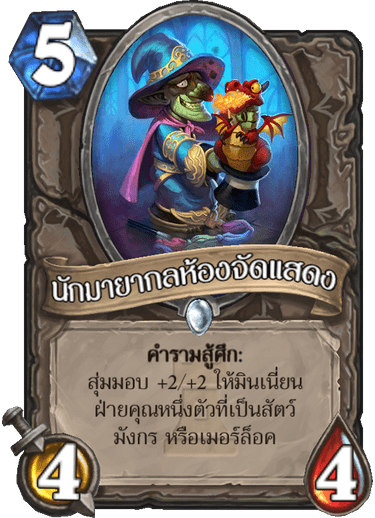 5
นักมายากลห้องจัดแสดง
คำรามสู้ศึก:
สุ่มมอบ +2/+2 ให้มินเนี่ยน
ฝ่ายคุณหนึ่งตัวที่เป็นสัตว์
มังกร หรือเมอร์ล็อค
4
4